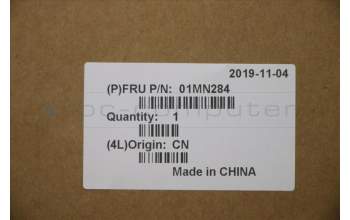 2019-11-04
(P)FRU P/N: 01MN284
Quantity: 1
(4L)Origin: CN
Made in CHINA